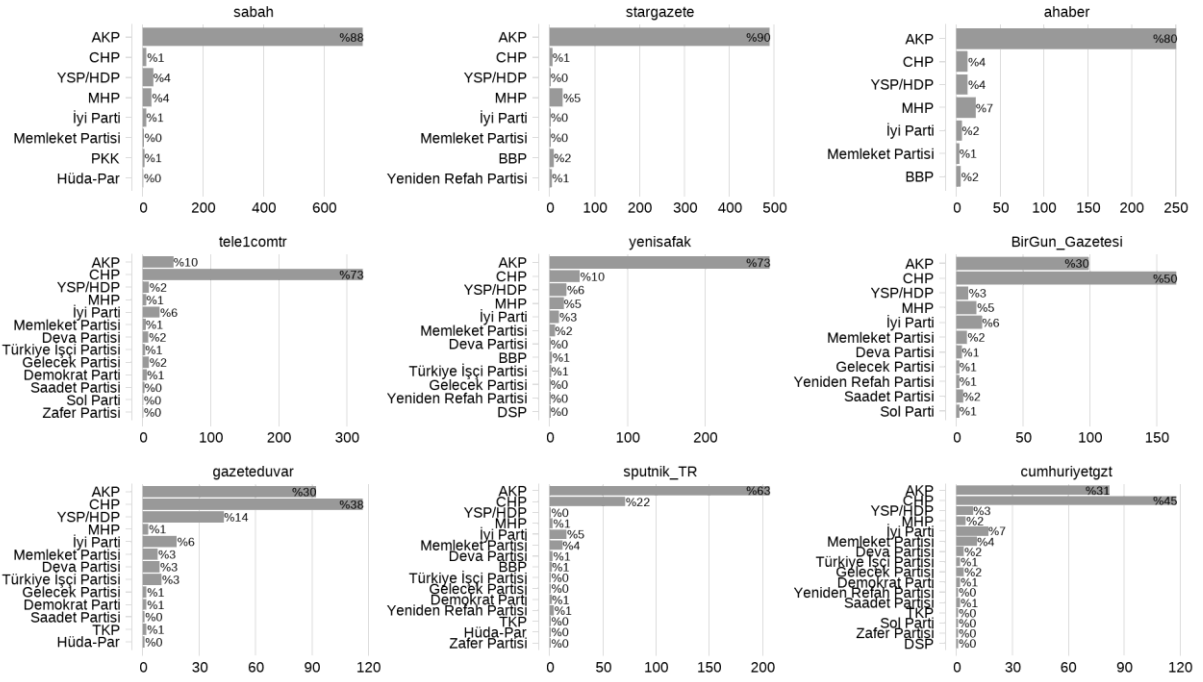 sabah
AKP %88
CHP %1
YSP/HDP %4
MHP %4
İyi Parti %1
Memleket Partisi %0
PKK %1
Hüda-Par %0
0 200 400 600
stargazete
AKP %90
CHP %1
YSP/HDP %0
MHP %5
İyi Parti %0
Memleket Partisi %0
BBP %2
Yeniden Refah Partisi %1
0 100 200 300 400 500
ahaber
AKP %80
CHP %4
YSP/HDP %4
MHP %7
İyi Parti %2
Memleket Partisi %1
BBP %2
0 50 100 150 200 250
tele1comtr
AKP %10
CHP %73
YSP/HDP %2
MHP %1
İyi Parti %6
Memleket Partisi %1
Deva Partisi %2
Türkiye İşçi Partisi %1
Gelecek Partisi %2
Demokrat Parti %1
Saadet Partisi %0
Sol Parti %0
Zafer Partisi %0
0 100 200 300
yenisafak
AKP %73
CHP %10
YSP/HDP %6
MHP %5
İyi Parti %3
Memleket Partisi %2
Deva Partisi %0
BBP %1
Türkiye İşçi Partisi %1
Gelecek Partisi %0
Yeniden Refah Partisi %0
DSP %0
0 100 200
BirGun_Gazetesi
AKP %30
CHP %50
YSP/HDP %3
MHP %5
İyi Parti %6
Memleket Partisi %2
Deva Partisi %1
Gelecek Partisi %1
Yeniden Refah Partisi %1
Saadet Partisi %2
Sol Parti %1
0 50 100 150
gazeteduvar
AKP %30
CHP %38
YSP/HDP %14
MHP %1
İyi Parti %6
Memleket Partisi %3
Deva Partisi %3
Türkiye İşçi Partisi %3
Gelecek Partisi %1
Demokrat Parti %1
Saadet Partisi %0
TKP %1
Hüda-Par %0
0 30 60 90 120
sputnik_TR
AKP %63
CHP %22
YSP/HDP %0
MHP %1
İyi Parti %5
Memleket Partisi %4
Deva Partisi %1
BBP %1
Türkiye İşçi Partisi %0
Gelecek Partisi %0
Demokrat Parti %1
Yeniden Refah Partisi %1
TKP %0
Hüda-Par %0
Zafer Partisi %0
0 50 100 150 200
cumhuriyetgzt
AKP %31
CHP %45
YSP/HDP %3
MHP %2
İyi Parti %7
Memleket Partisi %4
Deva Partisi %2
Türkiye İşçi Partisi %1
Gelecek Partisi %2
Demokrat Parti %1
Yeniden Refah Partisi %0
Saadet Partisi %1
TKP %0
Sol Parti %0
Zafer Partisi %0
DSP %0
0 30 60 90 120